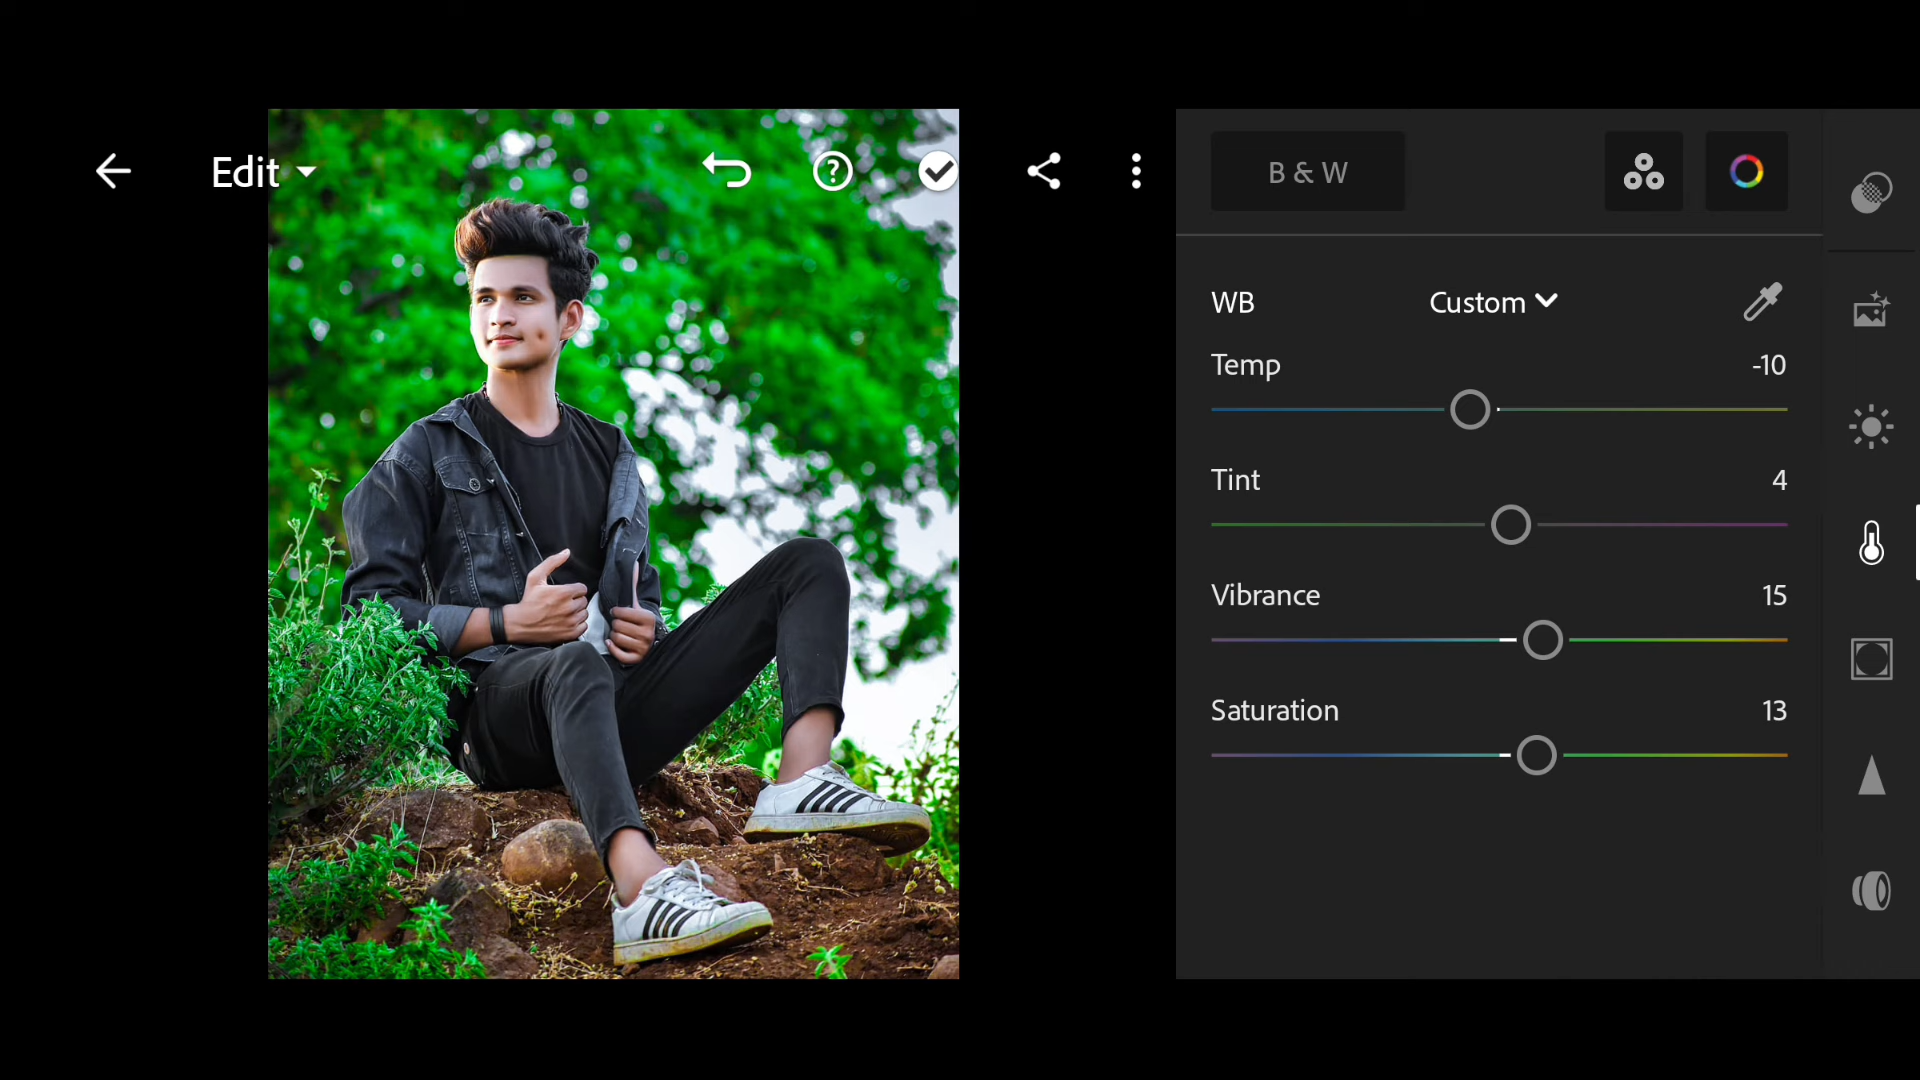 Edit
B & W
WB Custom
Temp -10
Tint 4
Vibrance 15
Saturation 13